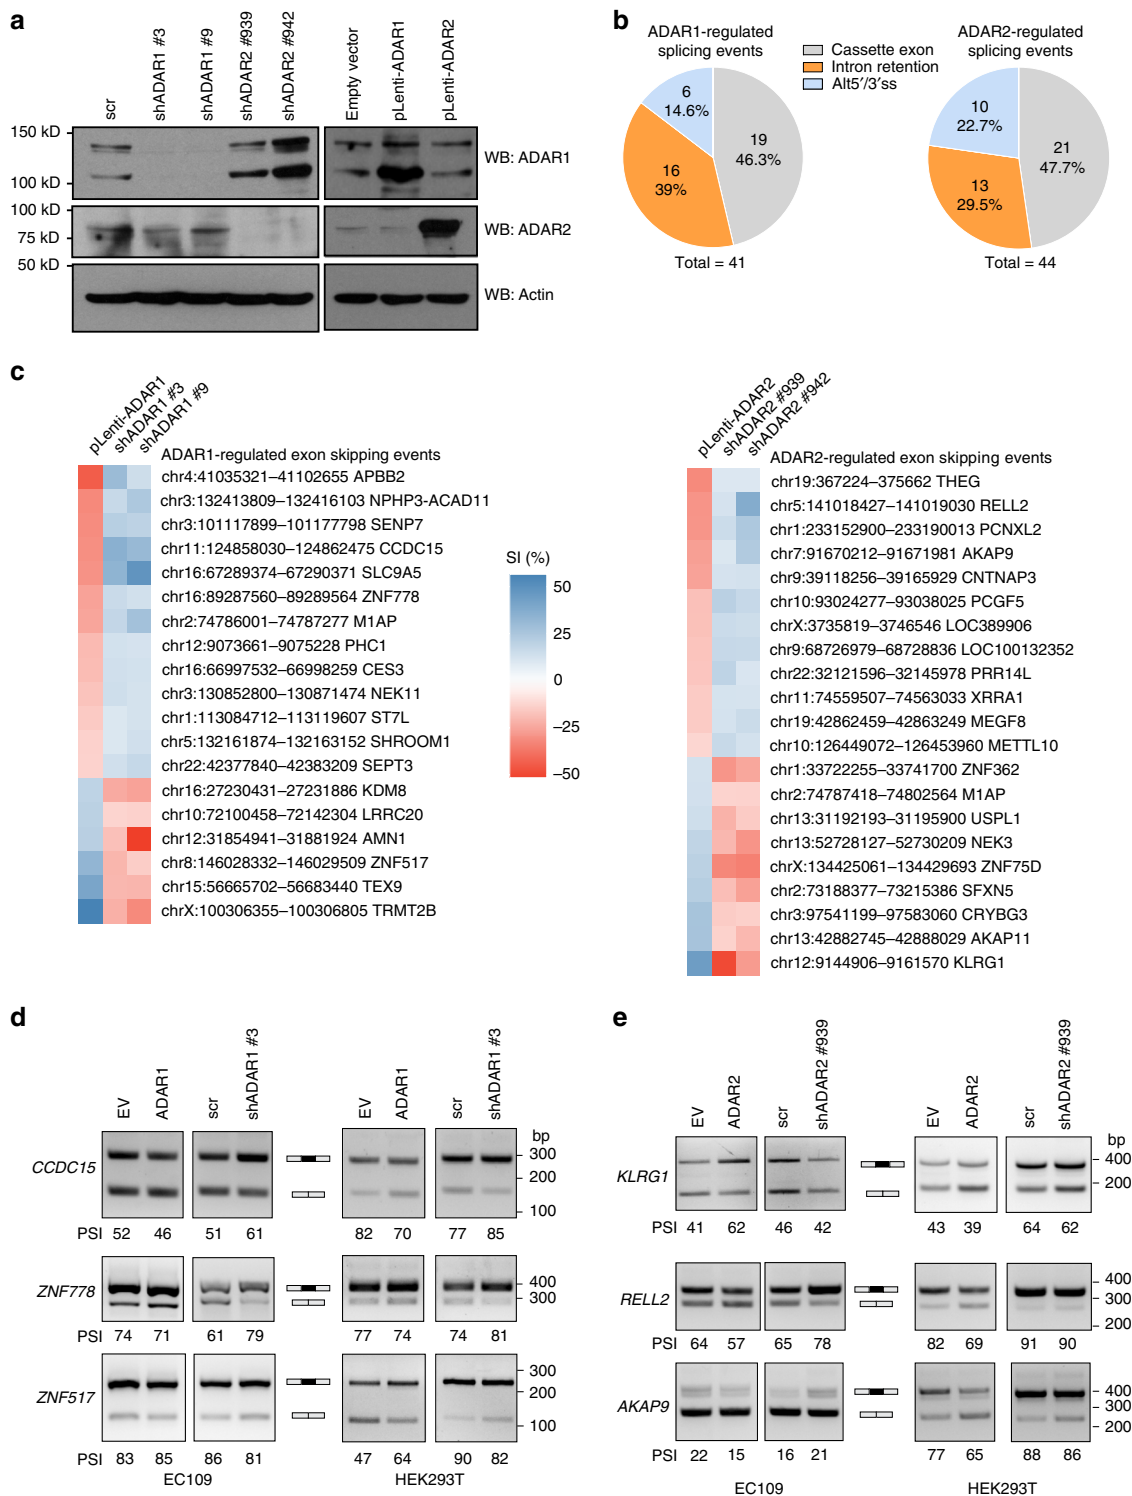 a
scr
shADAR1 #3
shADAR1 #9
shADAR2 #939
shADAR2 #942
Empty vector
pLenti-ADAR1
pLenti-ADAR2
150 kD
100 kD
WB: ADAR1
100 kD
75 kD
WB: ADAR2
50 kD
WB: Actin
b
ADAR1-regulated
splicing events
6
14.6%
19
46.3%
16
39%
Total = 41
Cassette exon
Intron retention
Alt5′/3′ss
ADAR2-regulated
splicing events
10
22.7%
21
47.7%
13
29.5%
Total = 44
c
pLenti-ADAR1
shADAR1 #3
shADAR1 #9
ADAR1-regulated exon skipping events
chr4:41035321–41102655 APBB2
chr3:132413809–132416103 NPHP3-ACAD11
chr3:101117899–101177798 SENP7
chr11:124858030–124862475 CCDC15
chr16:67289374–67290371 SLC9A5
chr16:89287560–89289564 ZNF778
chr2:74786001–74787277 M1AP
chr12:9073661–9075228 PHC1
chr16:66997532–66998259 CES3
chr3:130852800–130871474 NEK11
chr1:113084712–113119607 ST7L
chr5:132161874–132163152 SHROOM1
chr22:42377840–42383209 SEPT3
chr16:27230431–27231886 KDM8
chr10:72100458–72142304 LRRC20
chr12:31854941–31881924 AMN1
chr8:146028332–146029509 ZNF517
chr15:56665702–56683440 TEX9
chrX:100306355–100306805 TRMT2B
SI (%)
50
25
0
–25
–50
pLenti-ADAR2
shADAR2 #939
shADAR2 #942
ADAR2-regulated exon skipping events
chr19:367224–375662 THEG
chr5:141018427–141019030 RELL2
chr1:233152900–233190013 PCNXL2
chr7:91670212–91671981 AKAP9
chr9:39118256–39165929 CNTNAP3
chr10:93024277–93038025 PCGF5
chrX:3735819–3746546 LOC389906
chr9:68726979–68728836 LOC100132352
chr22:32121596–32145978 PRR14L
chr11:74559507–74563033 XRRA1
chr19:42862459–42863249 MEGF8
chr10:126449072–126453960 METTL10
chr1:33722255–33741700 ZNF362
chr2:74787418–74802564 M1AP
chr13:31192193–31195900 USPL1
chr13:52728127–52730209 NEK3
chrX:134425061–134429693 ZNF75D
chr2:73188377–73215386 SFXN5
chr3:97541199–97583060 CRYBG3
chr13:42882745–42888029 AKAP11
chr12:9144906–9161570 KLRG1
d
EV
ADAR1
scr
shADAR1 #3
EV
ADAR1
scr
shADAR1 #3
bp
CCDC15
300
200
100
PSI 52 46 51 61 82 70 77 85
ZNF778
400
300
PSI 74 71 61 79 77 74 74 81
ZNF517
300
200
100
PSI 83 85 86 81 47 64 90 82
EC109
HEK293T
e
EV
ADAR2
scr
shADAR2 #939
EV
ADAR2
scr
shADAR2 #939
bp
KLRG1
400
200
PSI 41 62 46 42 43 39 64 62
RELL2
400
300
200
PSI 64 57 65 78 82 69 91 90
AKAP9
400
300
200
PSI 22 15 16 21 77 65 88 86
EC109
HEK293T